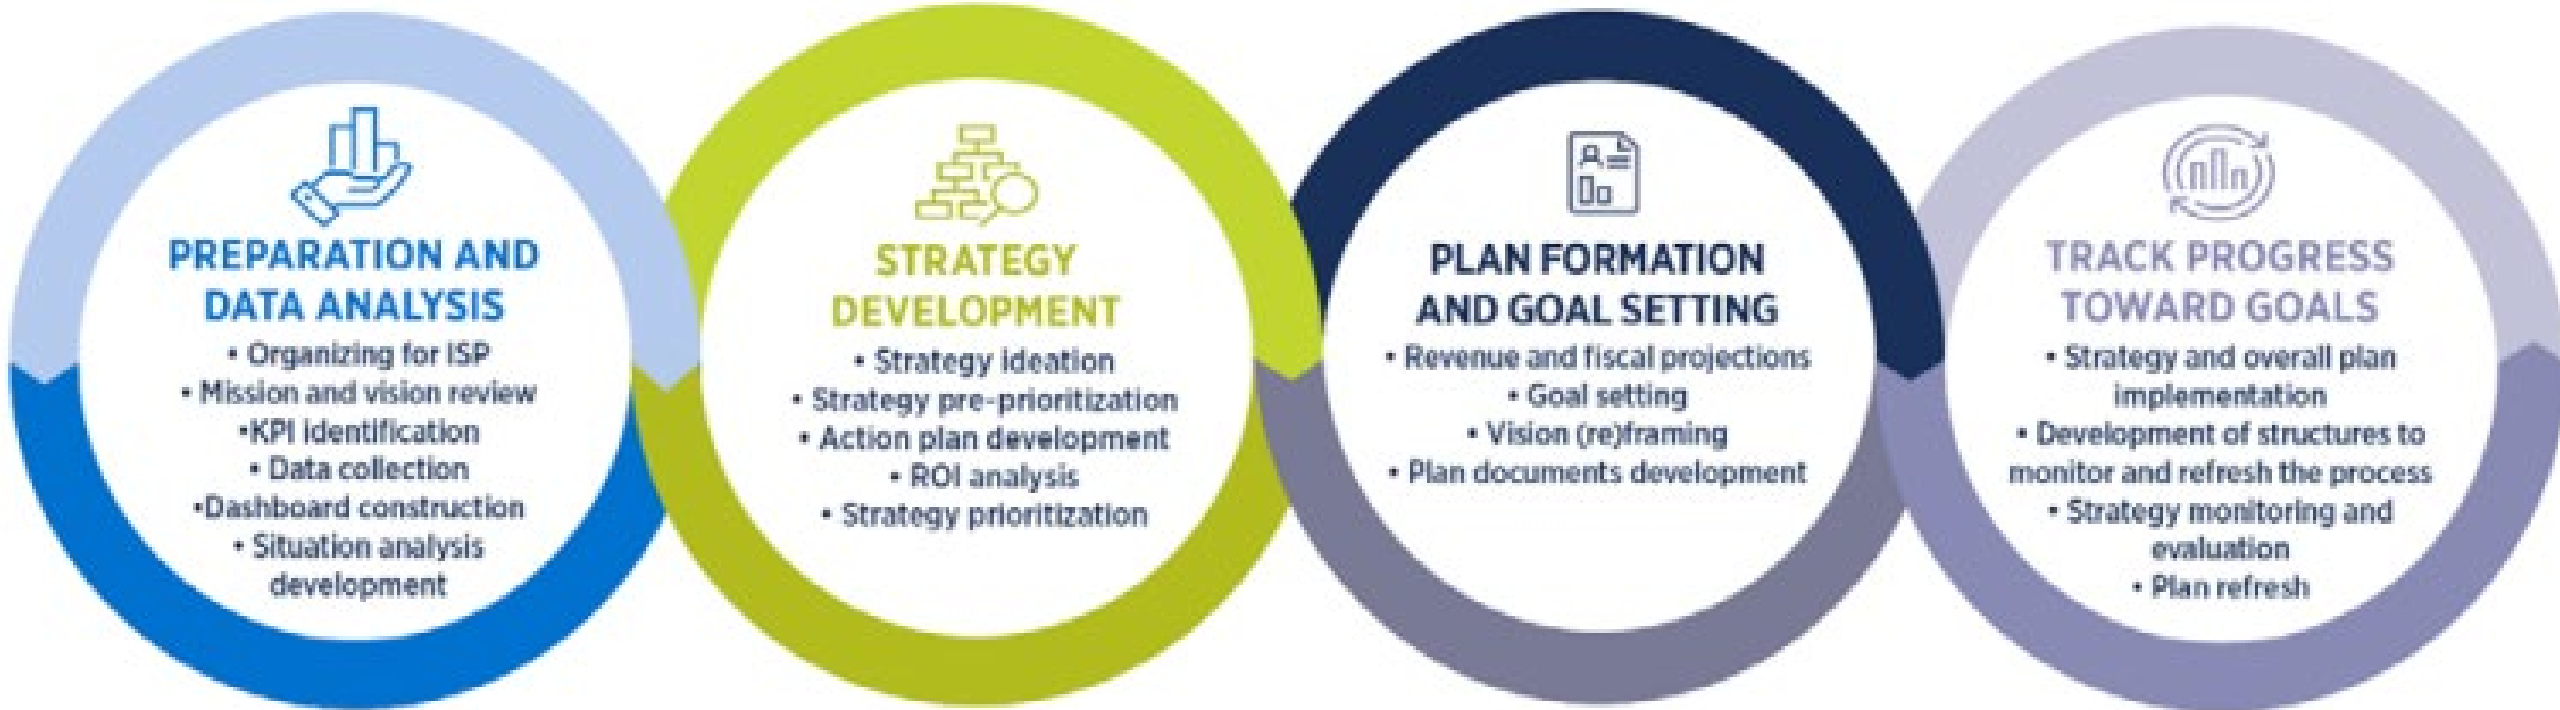 PREPARATION AND
DATA ANALYSIS
• Organizing for ISP
• Mission and vision review
•KPI identification
• Data collection
•Dashboard construction
• Situation analysis
development
STRATEGY
DEVELOPMENT
• Strategy ideation
• Strategy pre-prioritization
• Action plan development
• ROI analysis
• Strategy prioritization
PLAN FORMATION
AND GOAL SETTING
• Revenue and fiscal projections
• Goal setting
• Vision (re)framing
• Plan documents development
TRACK PROGRESS
TOWARD GOALS
• Strategy and overall plan
implementation
• Development of structures to
monitor and refresh the process
• Strategy monitoring and
evaluation
• Plan refresh